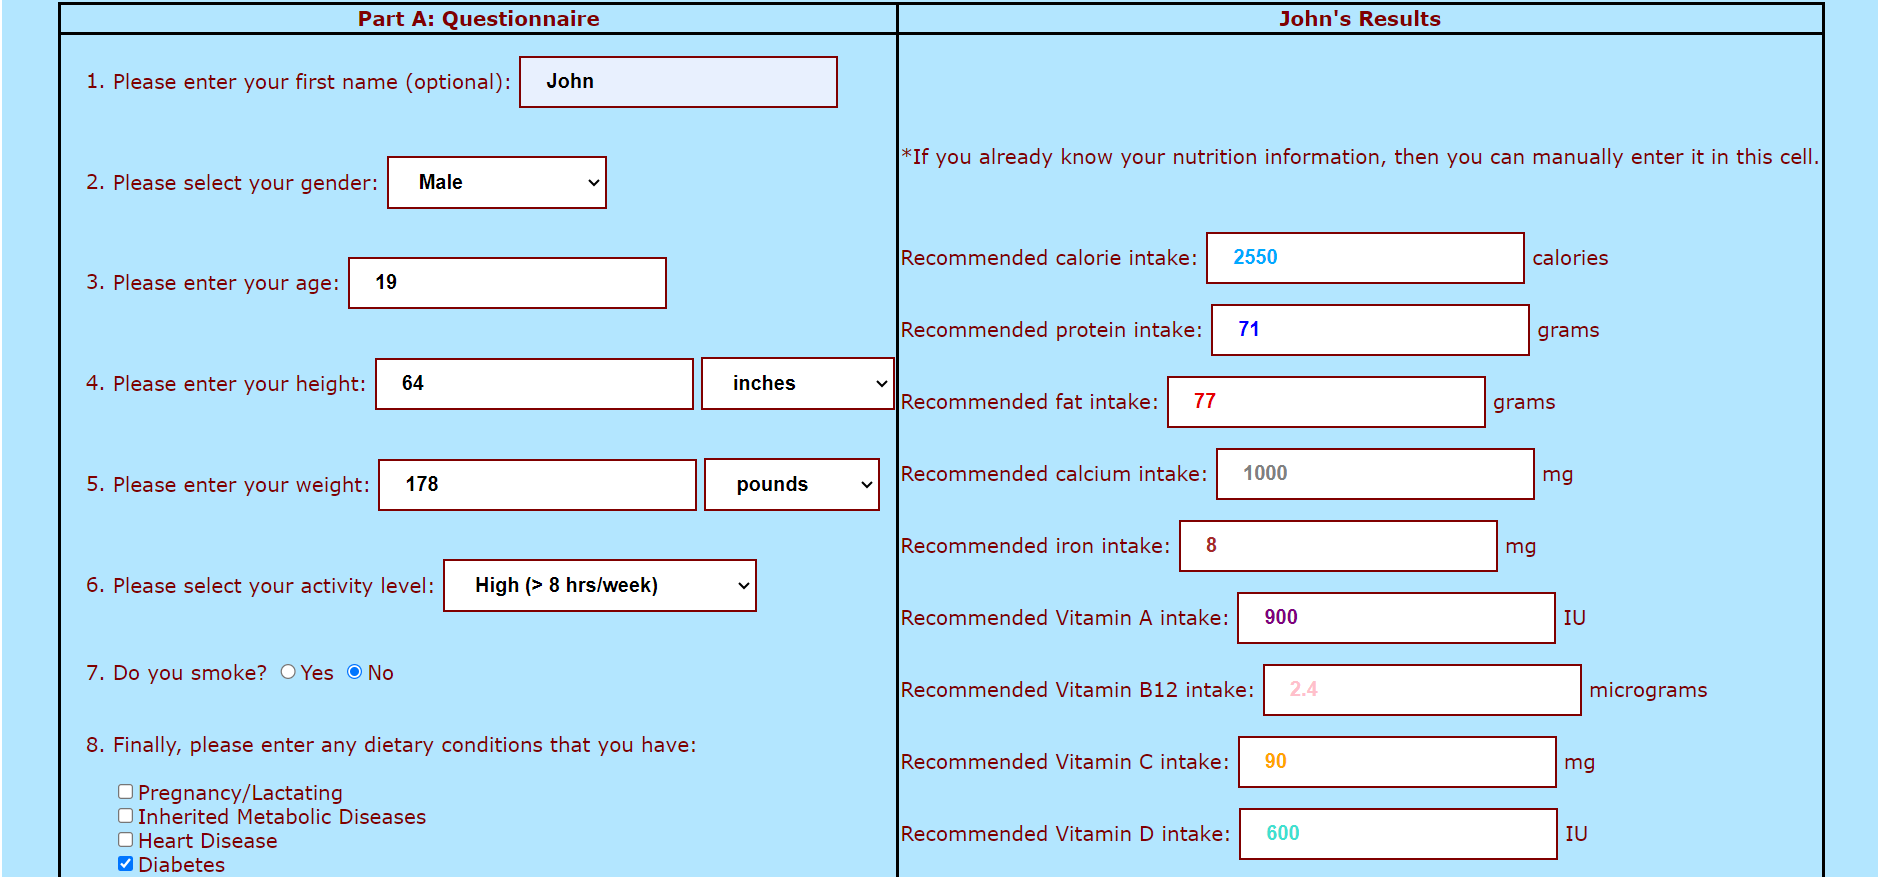 Part A: Questionnaire
1. Please enter your first name (optional): John
2. Please select your gender: Male
3. Please enter your age: 19
4. Please enter your height: 64 inches
5. Please enter your weight: 178 pounds
6. Please select your activity level: High (> 8 hrs/week)
7. Do you smoke? Yes No
8. Finally, please enter any dietary conditions that you have:
Pregnancy/Lactating
Inherited Metabolic Diseases
Heart Disease
Diabetes
John's Results
*If you already know your nutrition information, then you can manually enter it in this cell.
Recommended calorie intake: 2550 calories
Recommended protein intake: 71 grams
Recommended fat intake: 77 grams
Recommended calcium intake: 1000 mg
Recommended iron intake: 8 mg
Recommended Vitamin A intake: 900 IU
Recommended Vitamin B12 intake: 2.4 micrograms
Recommended Vitamin C intake: 90 mg
Recommended Vitamin D intake: 600 IU